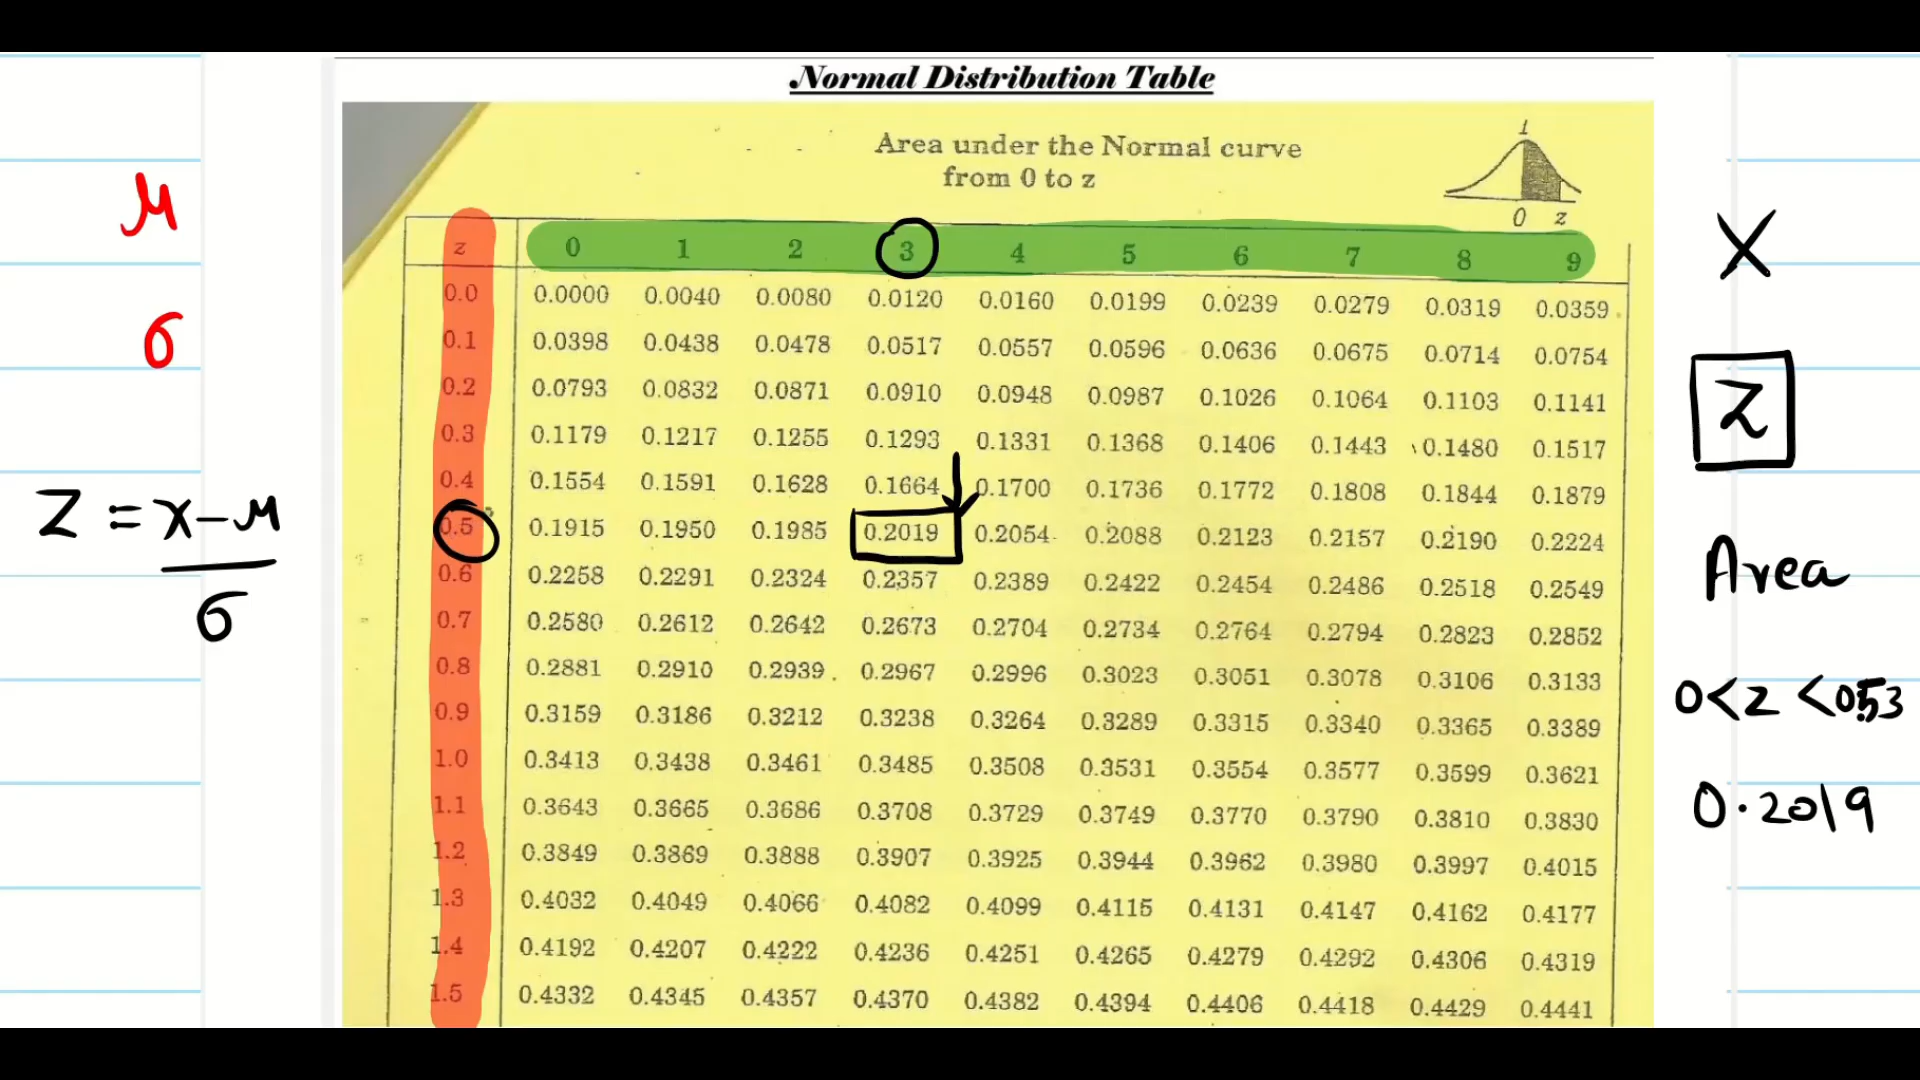 Normal Distribution Table
Area under the Normal curve
from 0 to z
1
0 z
z 0 1 2 3 4 5 6 7 8 9
0.0 0.0000 0.0040 0.0080 0.0120 0.0160 0.0199 0.0239 0.0279 0.0319 0.0359
0.1 0.0398 0.0438 0.0478 0.0517 0.0557 0.0596 0.0636 0.0675 0.0714 0.0754
0.2 0.0793 0.0832 0.0871 0.0910 0.0948 0.0987 0.1026 0.1064 0.1103 0.1141
0.3 0.1179 0.1217 0.1255 0.1293 0.1331 0.1368 0.1406 0.1443 0.1480 0.1517
0.4 0.1554 0.1591 0.1628 0.1664 0.1700 0.1736 0.1772 0.1808 0.1844 0.1879
0.5 0.1915 0.1950 0.1985 0.2019 0.2054 0.2088 0.2123 0.2157 0.2190 0.2224
0.6 0.2258 0.2291 0.2324 0.2357 0.2389 0.2422 0.2454 0.2486 0.2518 0.2549
0.7 0.2580 0.2612 0.2642 0.2673 0.2704 0.2734 0.2764 0.2794 0.2823 0.2852
0.8 0.2881 0.2910 0.2939 0.2967 0.2996 0.3023 0.3051 0.3078 0.3106 0.3133
0.9 0.3159 0.3186 0.3212 0.3238 0.3264 0.3289 0.3315 0.3340 0.3365 0.3389
1.0 0.3413 0.3438 0.3461 0.3485 0.3508 0.3531 0.3554 0.3577 0.3599 0.3621
1.1 0.3643 0.3665 0.3686 0.3708 0.3729 0.3749 0.3770 0.3790 0.3810 0.3830
1.2 0.3849 0.3869 0.3888 0.3907 0.3925 0.3944 0.3962 0.3980 0.3997 0.4015
1.3 0.4032 0.4049 0.4066 0.4082 0.4099 0.4115 0.4131 0.4147 0.4162 0.4177
1.4 0.4192 0.4207 0.4222 0.4236 0.4251 0.4265 0.4279 0.4292 0.4306 0.4319
1.5 0.4332 0.4345 0.4357 0.4370 0.4382 0.4394 0.4406 0.4418 0.4429 0.4441
μ
σ
Z = x-μ
σ
X
Z
Area
0<z<0.53
0.2019